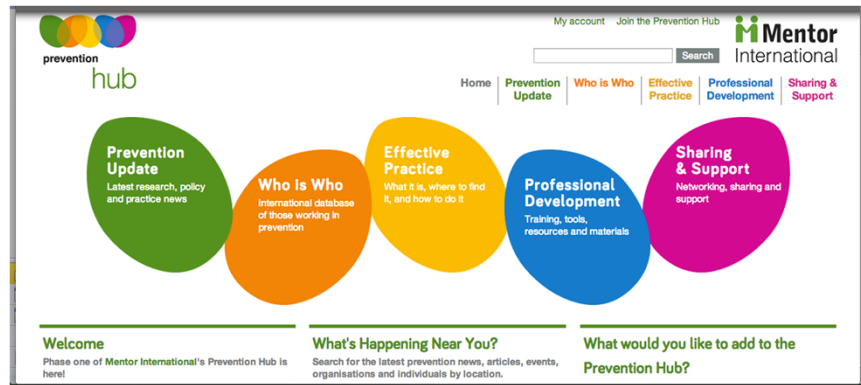 My account Join the Prevention Hub
Mentor
International
prevention
hub
Search
Home
Prevention
Update
Who is Who
Effective
Practice
Professional
Development
Sharing &
Support
Prevention
Update
Latest research, policy
and practice news
Who is Who
International database
of those working in
prevention
Effective
Practice
What it is, where to find
it, and how to do it
Professional
Development
Training, tools,
resources and materials
Sharing
& Support
Networking, sharing and
support
Welcome
Phase one of Mentor International's Prevention Hub is
here!
What's Happening Near You?
Search for the latest prevention news, articles, events,
organisations and individuals by location.
What would you like to add to the
Prevention Hub?